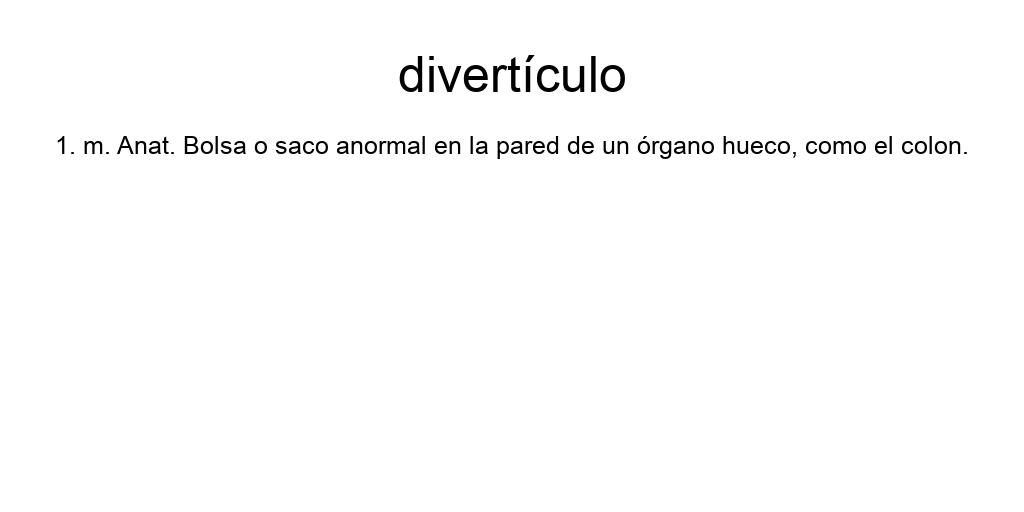 divertículo
1. m. Anat. Bolsa o saco anormal en la pared de un órgano hueco, como el colon.